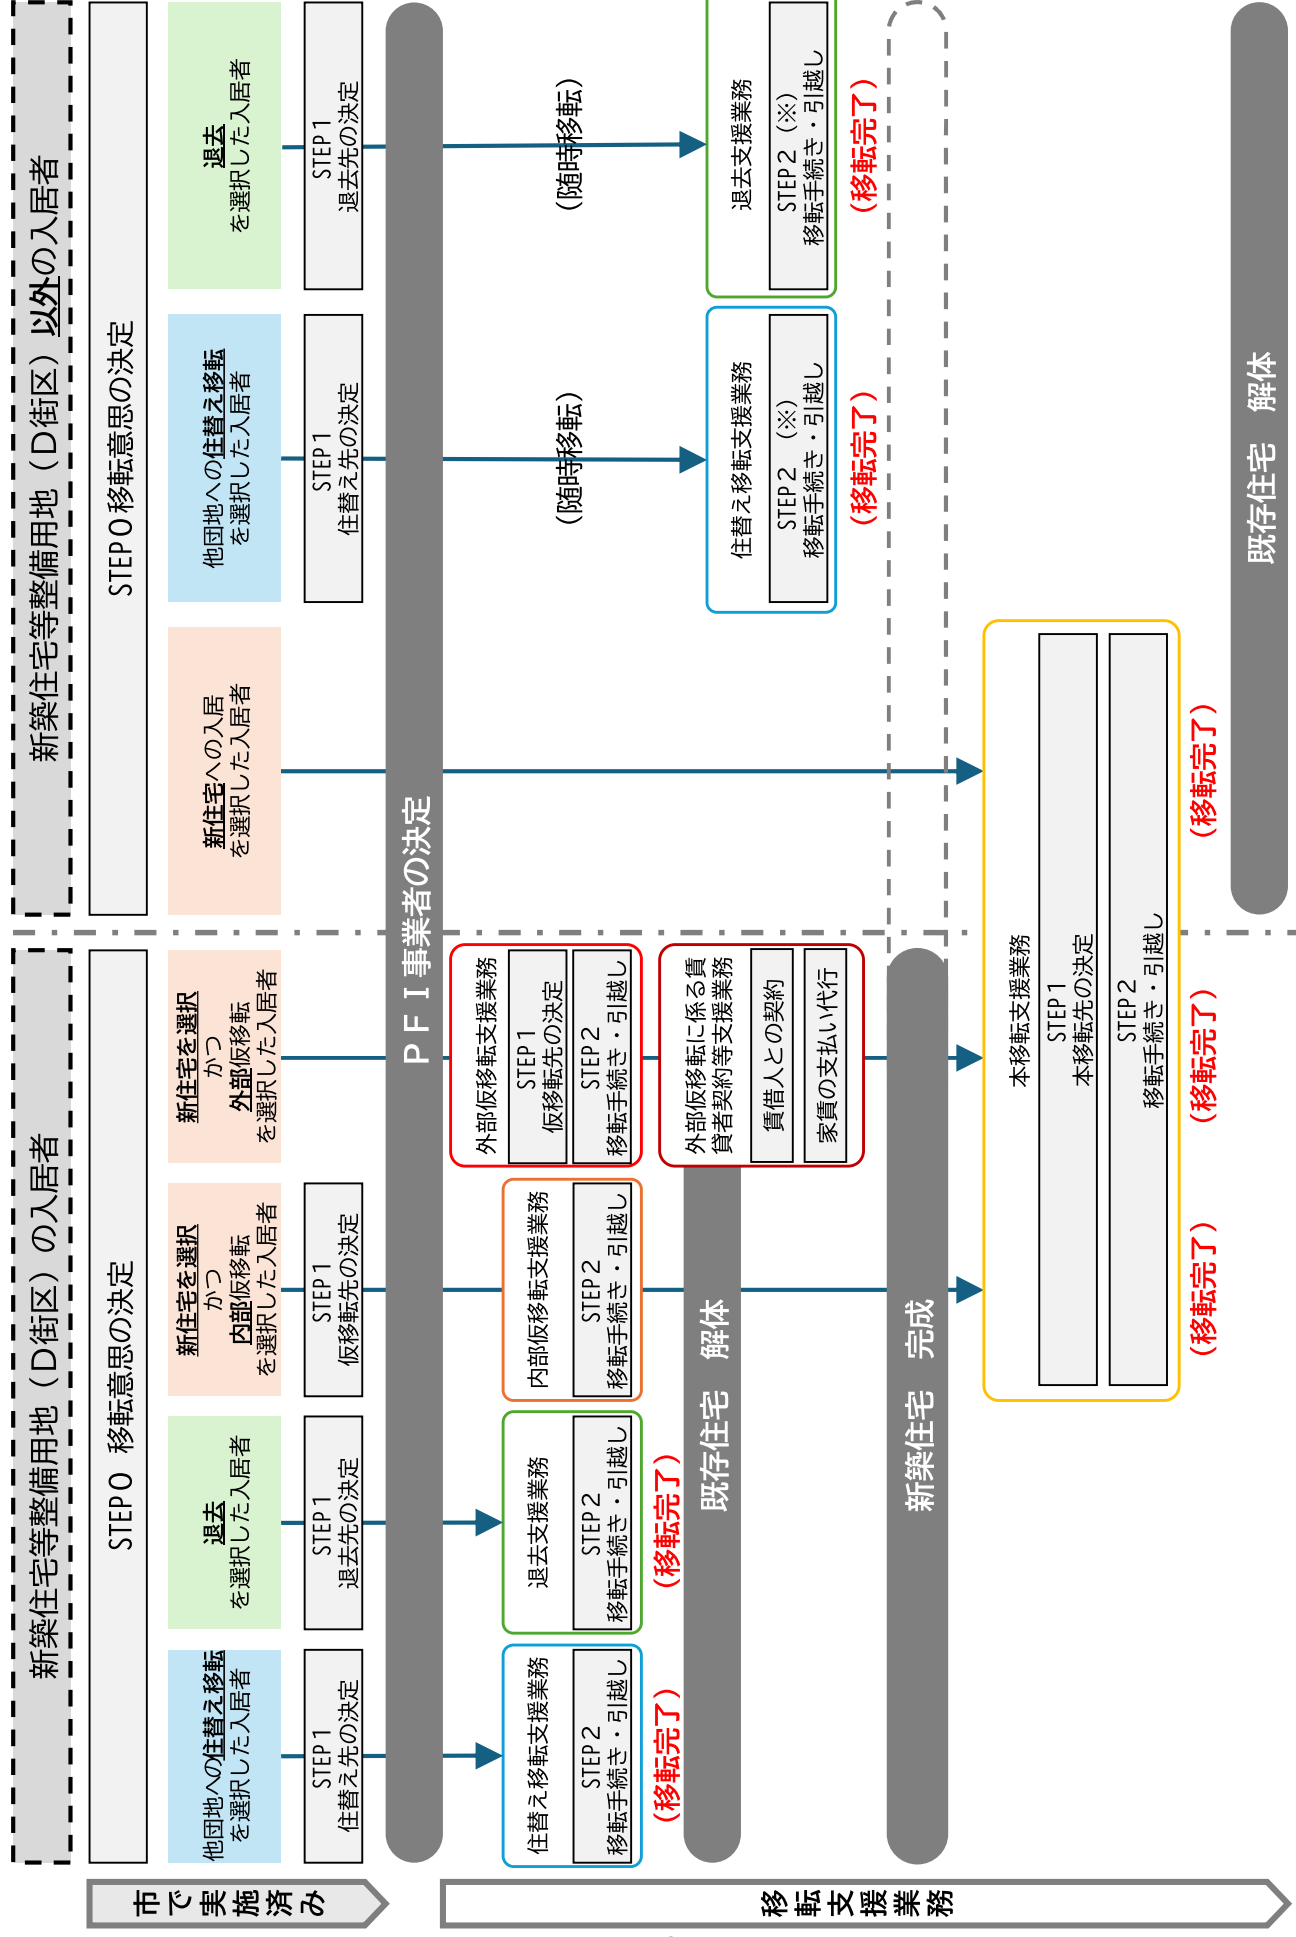 市で実施済み
移転支援業務
新築住宅等整備用地（D街区）の入居者
STEP０ 移転意思の決定
他団地への住替え移転
を選択した入居者
退去
を選択した入居者
新住宅を選択
かつ
内部仮移転
を選択した入居者
新住宅を選択
かつ
外部仮移転
を選択した入居者
STEP１
住替え先の決定
STEP１
退去先の決定
STEP１
仮移転先の決定
新築住宅等整備用地（D街区）以外の入居者
STEP０移転意思の決定
新住宅への入居
を選択した入居者
他団地への住替え移転
を選択した入居者
退去
を選択した入居者
STEP１
住替え先の決定
STEP１
退去先の決定
ＰＦＩ事業者の決定
住替え移転支援業務
STEP２
移転手続き・引越し
（移転完了）
退去支援業務
STEP２
移転手続き・引越し
（移転完了）
内部仮移転支援業務
STEP２
移転手続き・引越し
外部仮移転支援業務
STEP１
仮移転先の決定
STEP２
移転手続き・引越し
（随時移転）
（随時移転）
既存住宅　解体
外部仮移転に係る賃
貸者契約等支援業務
賃借人との契約
家賃の支払い代行
住替え移転支援業務
STEP２（※）
移転手続き・引越し
（移転完了）
退去支援業務
STEP２（※）
移転手続き・引越し
（移転完了）
新築住宅　完成
本移転支援業務
STEP１
本移転先の決定
STEP２
移転手続き・引越し
（移転完了）
（移転完了）
（移転完了）
既存住宅　解体